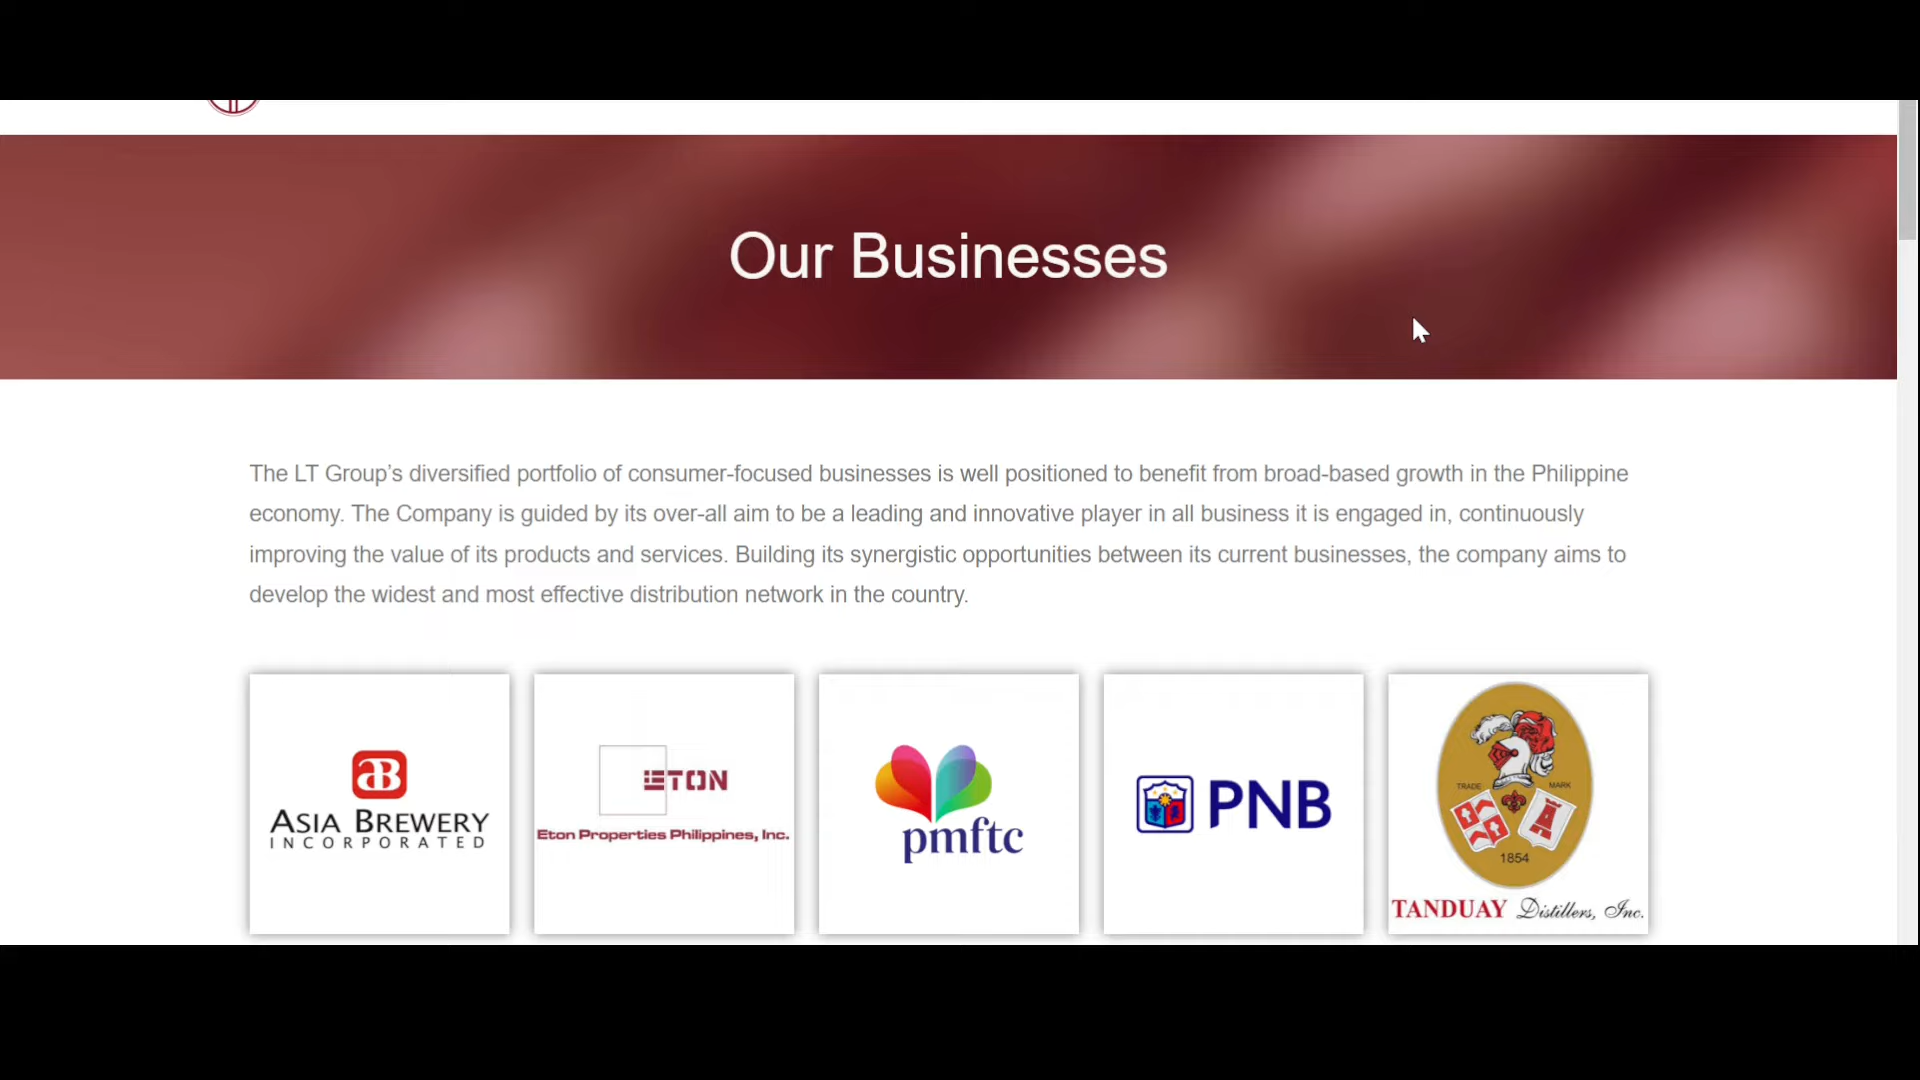 Our Businesses
The LT Group’s diversified portfolio of consumer-focused businesses is well positioned to benefit from broad-based growth in the Philippine
economy. The Company is guided by its over-all aim to be a leading and innovative player in all business it is engaged in, continuously
improving the value of its products and services. Building its synergistic opportunities between its current businesses, the company aims to
develop the widest and most effective distribution network in the country.
aB
ASIA BREWERY
INCORPORATED
ETON
Eton Properties Philippines, Inc.
pmftc
PNB
TRADE MARK
1854
TANDUAY Distillers, Inc.